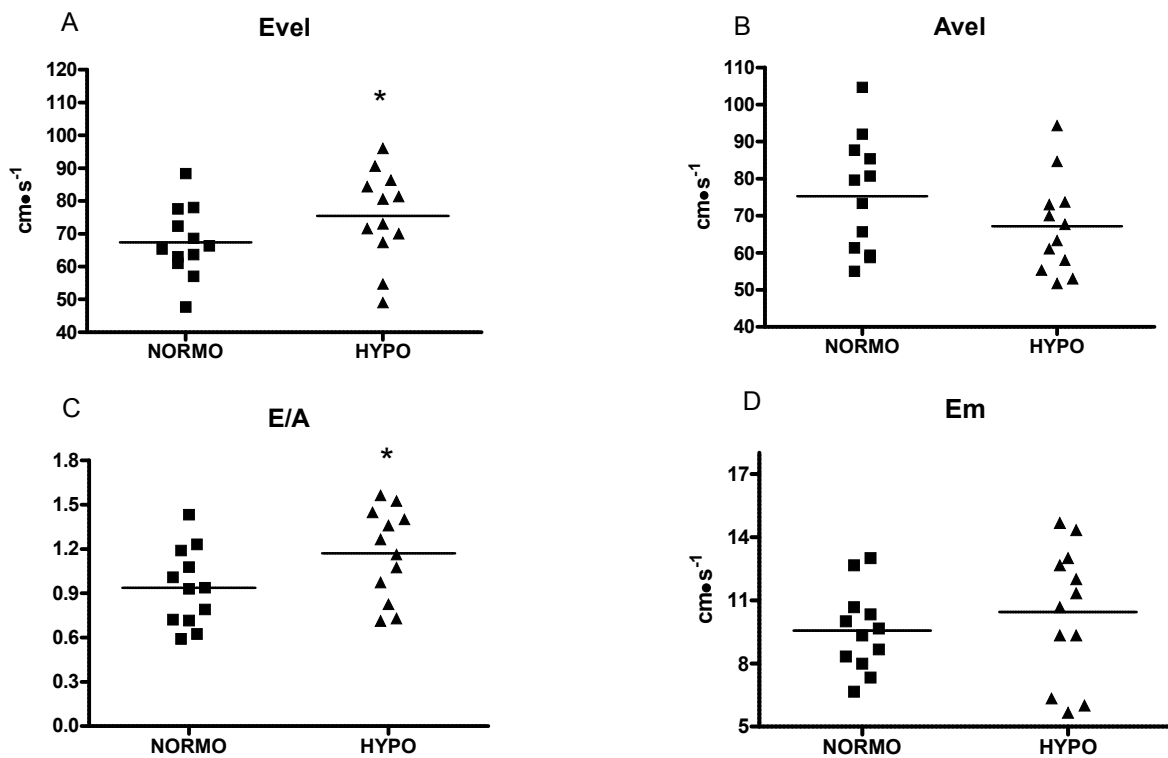 A
Evel
120
110
100
90
80
70
60
50
40
cm•s⁻¹
*
NORMO
HYPO
B
Avel
110
100
90
80
70
60
50
40
cm•s⁻¹
NORMO
HYPO
C
E/A
1.8
1.5
1.2
0.9
0.6
0.3
0.0
*
NORMO
HYPO
D
Em
17
14
11
8
5
cm•s⁻¹
NORMO
HYPO